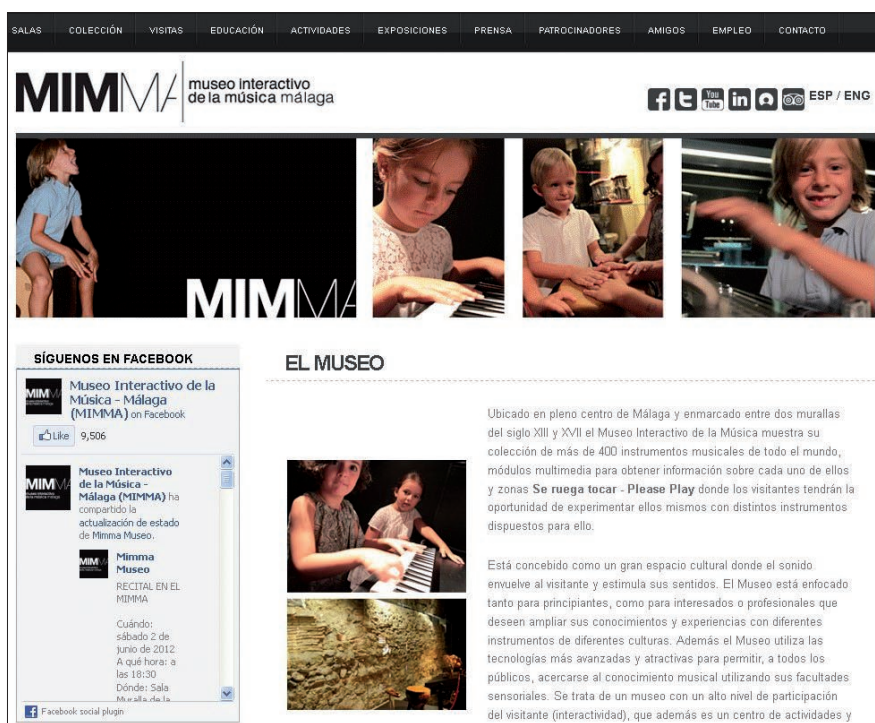 SALAS COLECCIÓN VISITAS EDUCACIÓN ACTIVIDADES EXPOSICIONES PRENSA PATROCINADORES AMIGOS EMPLEO CONTACTO
MIMMA museo interactivo
de la música málaga
You
Tube
in
ESP / ENG
MIMMA
SÍGUENOS EN FACEBOOK
MIMMA
Museo Interactivo de la
Música - Málaga
(MIMMA) on Facebook
Like 9,506
MIMMA
Museo Interactivo
de la Música -
Málaga (MIMMA) ha
compartido la
actualización de estado
de Mimma Museo.
MIMMA
Mimma
Museo
RECITAL EN EL
MIMMA
Cuándo:
sábado 2 de
junio de 2012
A qué hora: a
las 18:30
Dónde: Sala
Muralla de la
Facebook social plugin
EL MUSEO
Ubicado en pleno centro de Málaga y enmarcado entre dos murallas
del siglo XIII y XVII el Museo Interactivo de la Música muestra su
colección de más de 400 instrumentos musicales de todo el mundo,
módulos multimedia para obtener información sobre cada uno de ellos
y zonas Se ruega tocar - Please Play donde los visitantes tendrán la
oportunidad de experimentar ellos mismos con distintos instrumentos
dispuestos para ello.
Está concebido como un gran espacio cultural donde el sonido
envuelve al visitante y estimula sus sentidos. El Museo está enfocado
tanto para principiantes, como para interesados o profesionales que
deseen ampliar sus conocimientos y experiencias con diferentes
instrumentos de diferentes culturas. Además el Museo utiliza las
tecnologías más avanzadas y atractivas para permitir, a todos los
públicos, acercarse al conocimiento musical utilizando sus facultades
sensoriales. Se trata de un museo con un alto nivel de participación
del visitante (interactividad), que además es un centro de actividades y